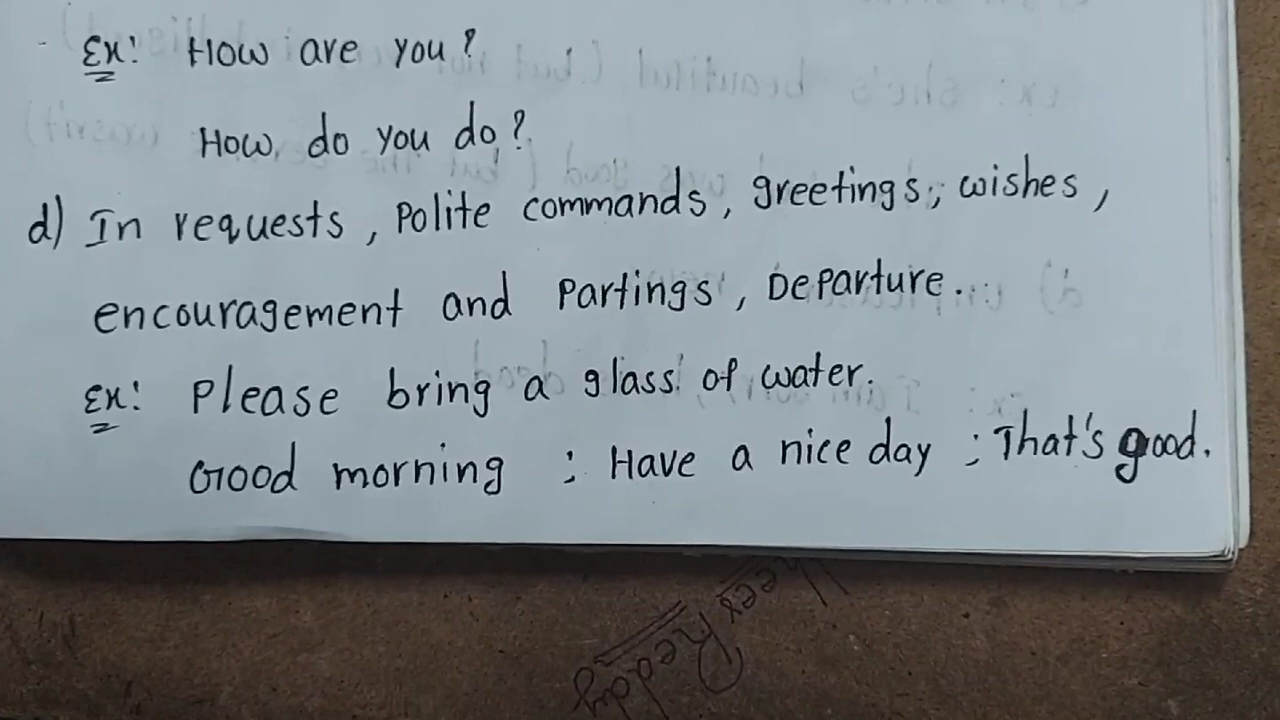 Ex: How are you?
How do you do?
d) In requests, Polite commands, greetings, wishes,
encouragement and Partings, Departure.
Ex: Please bring a glass of water.
Good morning ; Have a nice day ; That's good.
Reddy